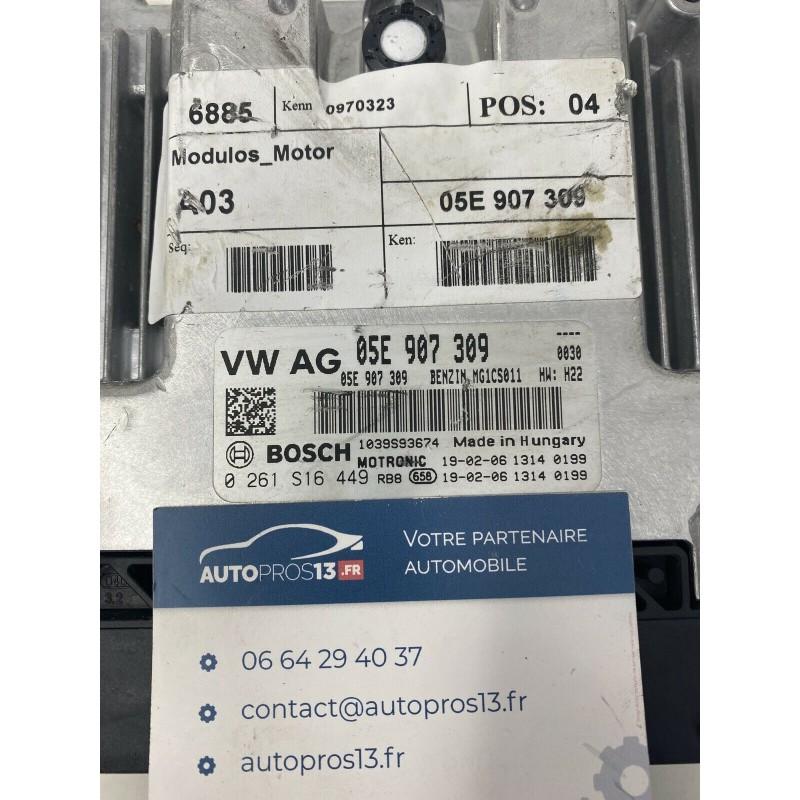 6885 Kenn 0970323 POS: 04
Modulos_Motor
A03 05E 907 309
Seq: Ken:
VW AG 05E 907 309 ----
0030
05E 907 309 BENZIN MG1CS011 HW: H22
BOSCH 1039S93674 Made in Hungary
MOTRONIC 19-02-06 1314 0199
0 261 S16 449 RB8 658 19-02-06 1314 0199
AUTOPROS13.FR
VOTRE PARTENAIRE
AUTOMOBILE
06 64 29 40 37
contact@autopros13.fr
autopros13.fr
3.2